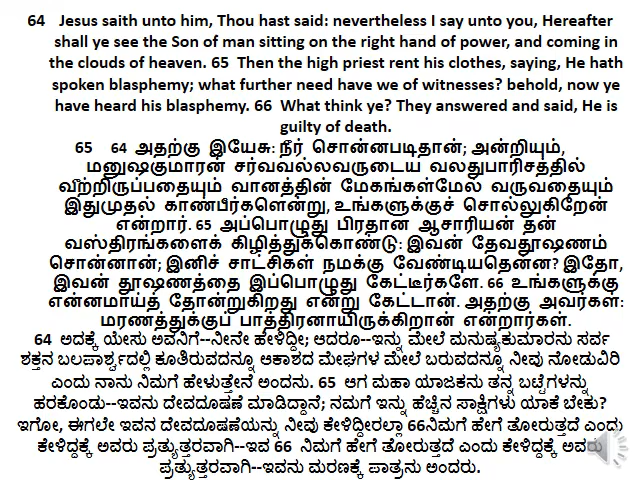 64 Jesus saith unto him, Thou hast said: nevertheless I say unto you, Hereafter
shall ye see the Son of man sitting on the right hand of power, and coming in
the clouds of heaven. 65 Then the high priest rent his clothes, saying, He hath
spoken blasphemy; what further need have we of witnesses? behold, now ye
have heard his blasphemy. 66 What think ye? They answered and said, He is
guilty of death.
65 64 அதற்கு இயேசு: நீர் சொன்னபடிதான்; அன்றியும்,
மனுஷகுமாரன் சர்வவல்லவருடைய வலதுபாரிசத்தில்
வீற்றிருப்பதையும் வானத்தின் மேகங்கள்மேல் வருவதையும்
இதுமுதல் காண்பீர்களென்று, உங்களுக்குச் சொல்லுகிறேன்
என்றார். 65 அப்பொழுது பிரதான ஆசாரியன் தன்
வஸ்திரங்களைக் கிழித்துக்கொண்டு: இவன் தேவதூஷணம்
சொன்னான்; இனிச் சாட்சிகள் நமக்கு வேண்டியதென்ன? இதோ,
இவன் தூஷணத்தை இப்பொழுது கேட்டீர்களே. 66 உங்களுக்கு
என்னமாய்த் தோன்றுகிறது என்று கேட்டான். அதற்கு அவர்கள்:
மரணத்துக்குப் பாத்திரனாயிருக்கிறான் என்றார்கள்.
64 ಅದಕ್ಕೆ ಯೇಸು ಅವನಿಗೆ--ನೀನೇ ಹೇಳಿದ್ದೀ; ಆದರೂ--ಇನ್ನು ಮೇಲೆ ಮನುಷ್ಯಕುಮಾರನು ಸರ್ವ
ಶಕ್ತನ ಬಲಪಾರ್ಶ್ವದಲ್ಲಿ ಕೂತಿರುವದನ್ನೂ ಆಕಾಶದ ಮೇಘಗಳ ಮೇಲೆ ಬರುವದನ್ನೂ ನೀವು ನೋಡುವಿರಿ
ಎಂದು ನಾನು ನಿಮಗೆ ಹೇಳುತ್ತೇನೆ ಅಂದನು. 65 ಆಗ ಮಹಾ ಯಾಜಕನು ತನ್ನ ಬಟ್ಟೆಗಳನ್ನು
ಹರಕೊಂಡು--ಇವನು ದೇವದೂಷಣೆ ಮಾಡಿದ್ದಾನೆ; ನಮಗೆ ಇನ್ನು ಹೆಚ್ಚಿನ ಸಾಕ್ಷಿಗಳು ಯಾಕೆ ಬೇಕು?
ಇಗೋ, ಈಗಲೇ ಇವನ ದೇವದೂಷಣೆಯನ್ನು ನೀವು ಕೇಳಿದ್ದೀರಲ್ಲಾ 66ನಿಮಗೆ ಹೇಗೆ ತೋರುತ್ತದೆ ಎಂದು
ಕೇಳಿದ್ದಕ್ಕೆ ಅವರು ಪ್ರತ್ಯುತ್ತರವಾಗಿ--ಇವ 66 ನಿಮಗೆ ಹೇಗೆ ತೋರುತ್ತದೆ ಎಂದು ಕೇಳಿದ್ದಕ್ಕೆ ಅವರು
ಪ್ರತ್ಯುತ್ತರವಾಗಿ--ಇವನು ಮರಣಕ್ಕೆ ಪಾತ್ರನು ಅಂದರು.